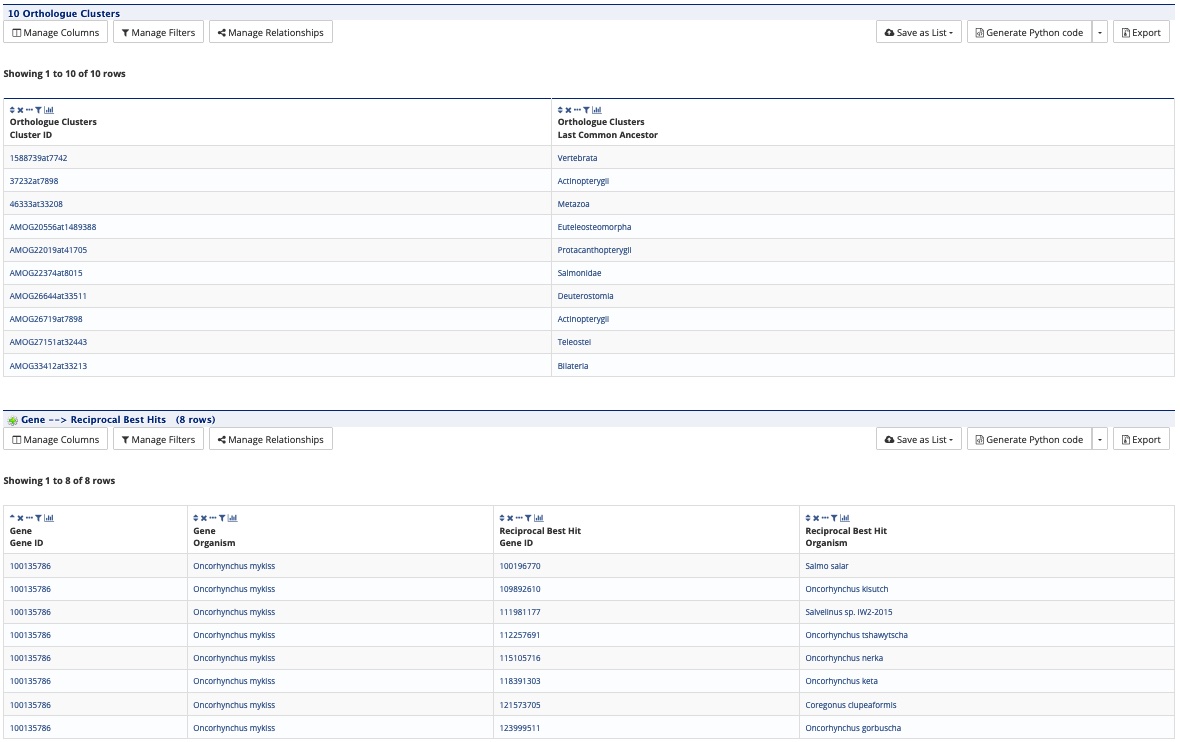 10 Orthologue Clusters
Manage Columns Manage Filters Manage Relationships Save as List Generate Python code Export
Showing 1 to 10 of 10 rows
Orthologue Clusters Orthologue Clusters
Cluster ID Last Common Ancestor
1588739at7742 Vertebrata
37232at7898 Actinopterygii
46333at33208 Metazoa
AMOG20556at1489388 Euteleosteomorpha
AMOG22019at41705 Protacanthopterygii
AMOG22374at8015 Salmonidae
AMOG26644at33511 Deuterostomia
AMOG26719at7898 Actinopterygii
AMOG27151at32443 Teleostei
AMOG33412at33213 Bilateria
Gene --> Reciprocal Best Hits (8 rows)
Manage Columns Manage Filters Manage Relationships Save as List Generate Python code Export
Showing 1 to 8 of 8 rows
Gene Gene Reciprocal Best Hit Reciprocal Best Hit
Gene ID Organism Gene ID Organism
100135786 Oncorhynchus mykiss 100196770 Salmo salar
100135786 Oncorhynchus mykiss 109892610 Oncorhynchus kisutch
100135786 Oncorhynchus mykiss 111981177 Salvelinus sp. IW2-2015
100135786 Oncorhynchus mykiss 112257691 Oncorhynchus tshawytscha
100135786 Oncorhynchus mykiss 115105716 Oncorhynchus nerka
100135786 Oncorhynchus mykiss 118391303 Oncorhynchus keta
100135786 Oncorhynchus mykiss 121573705 Coregonus clupeaformis
100135786 Oncorhynchus mykiss 123999511 Oncorhynchus gorbuscha